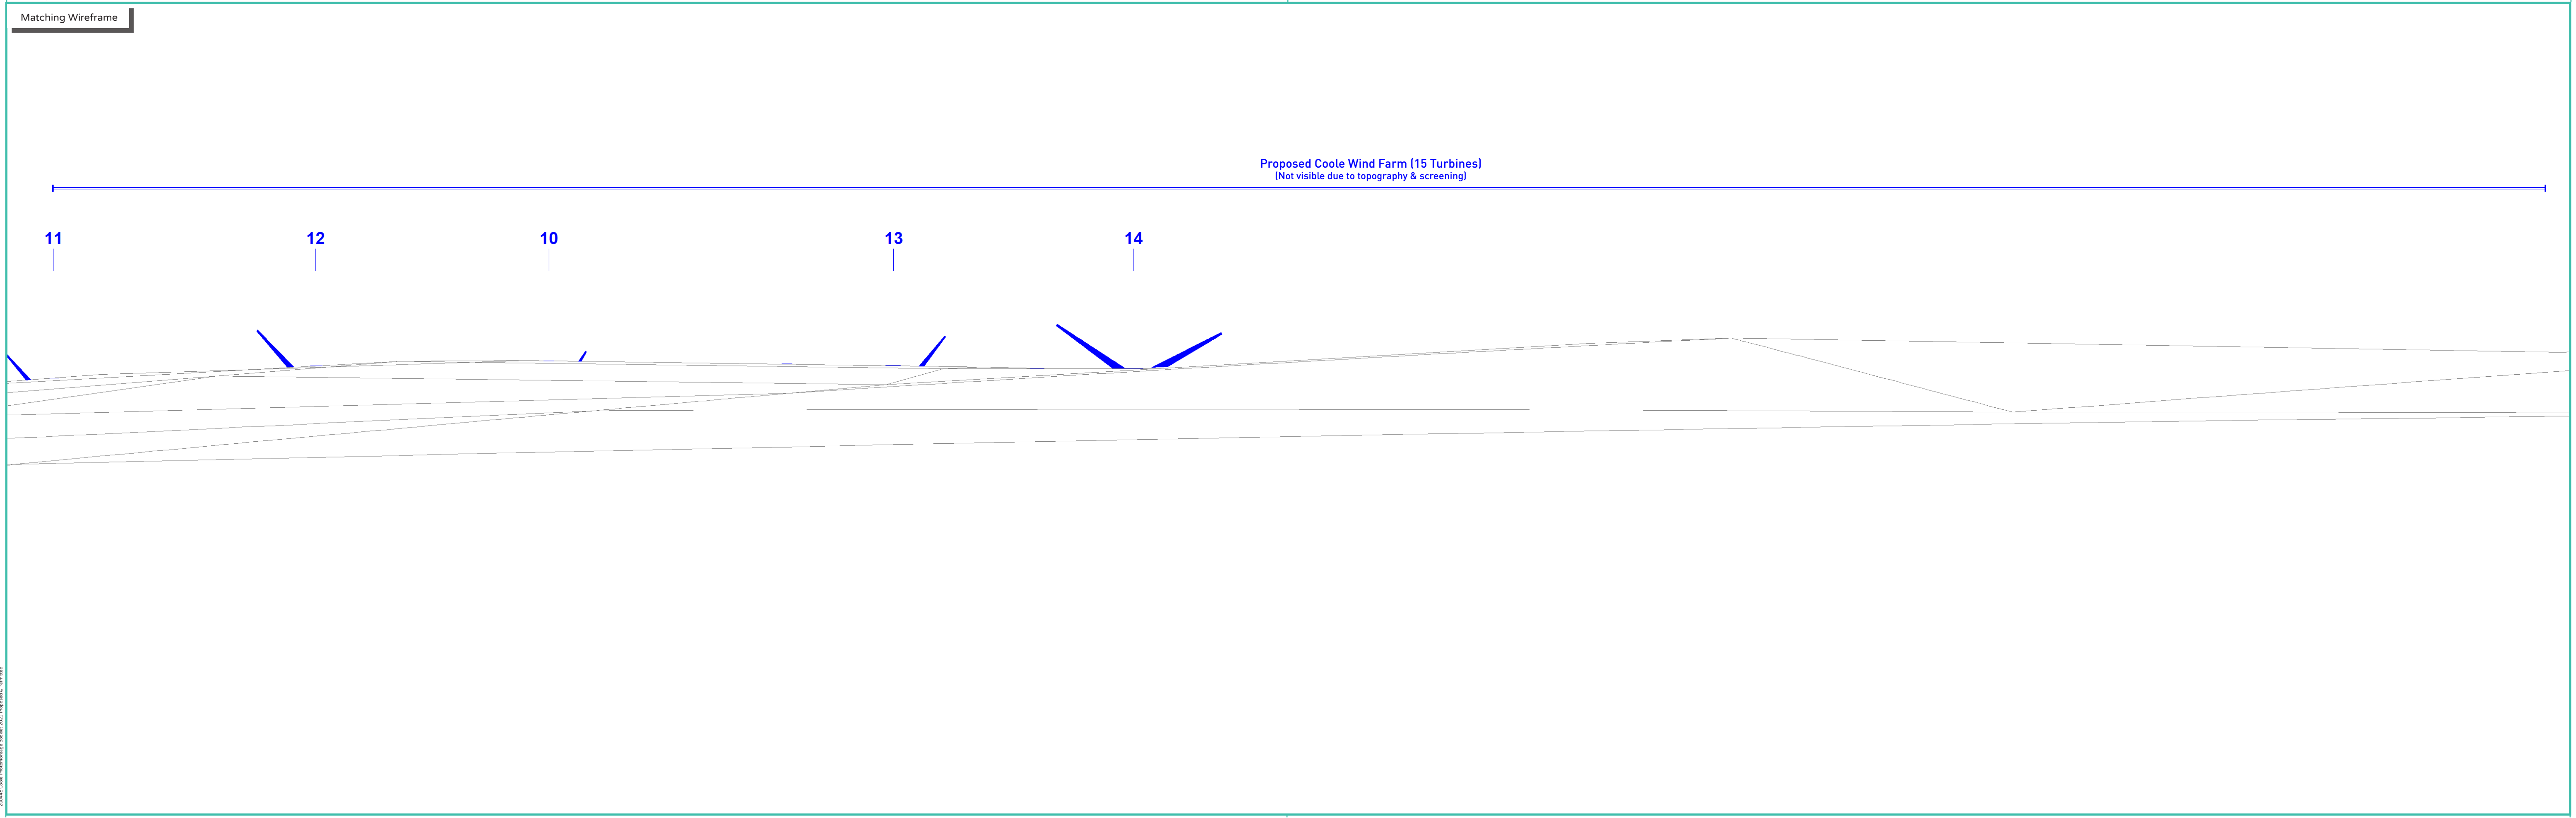 Matching Wireframe
Proposed Coole Wind Farm (15 Turbines)
(Not visible due to topography & screening)
11 12 10 13 14